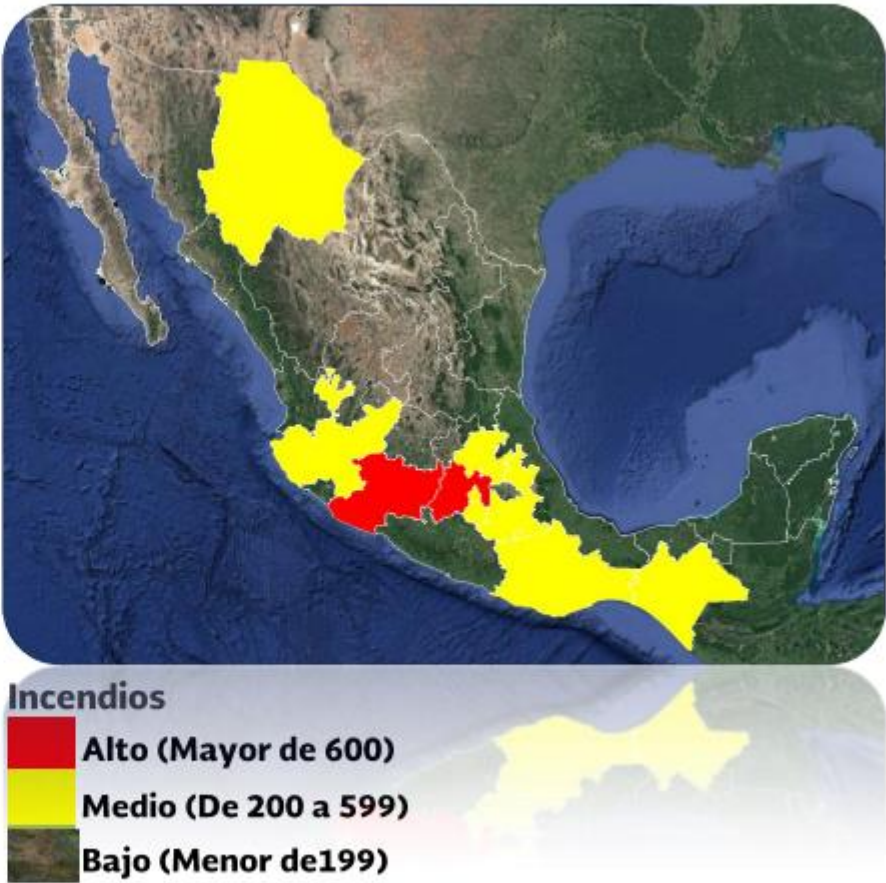 Incendios
Alto (Mayor de 600)
Medio (De 200 a 599)
Bajo (Menor de199)